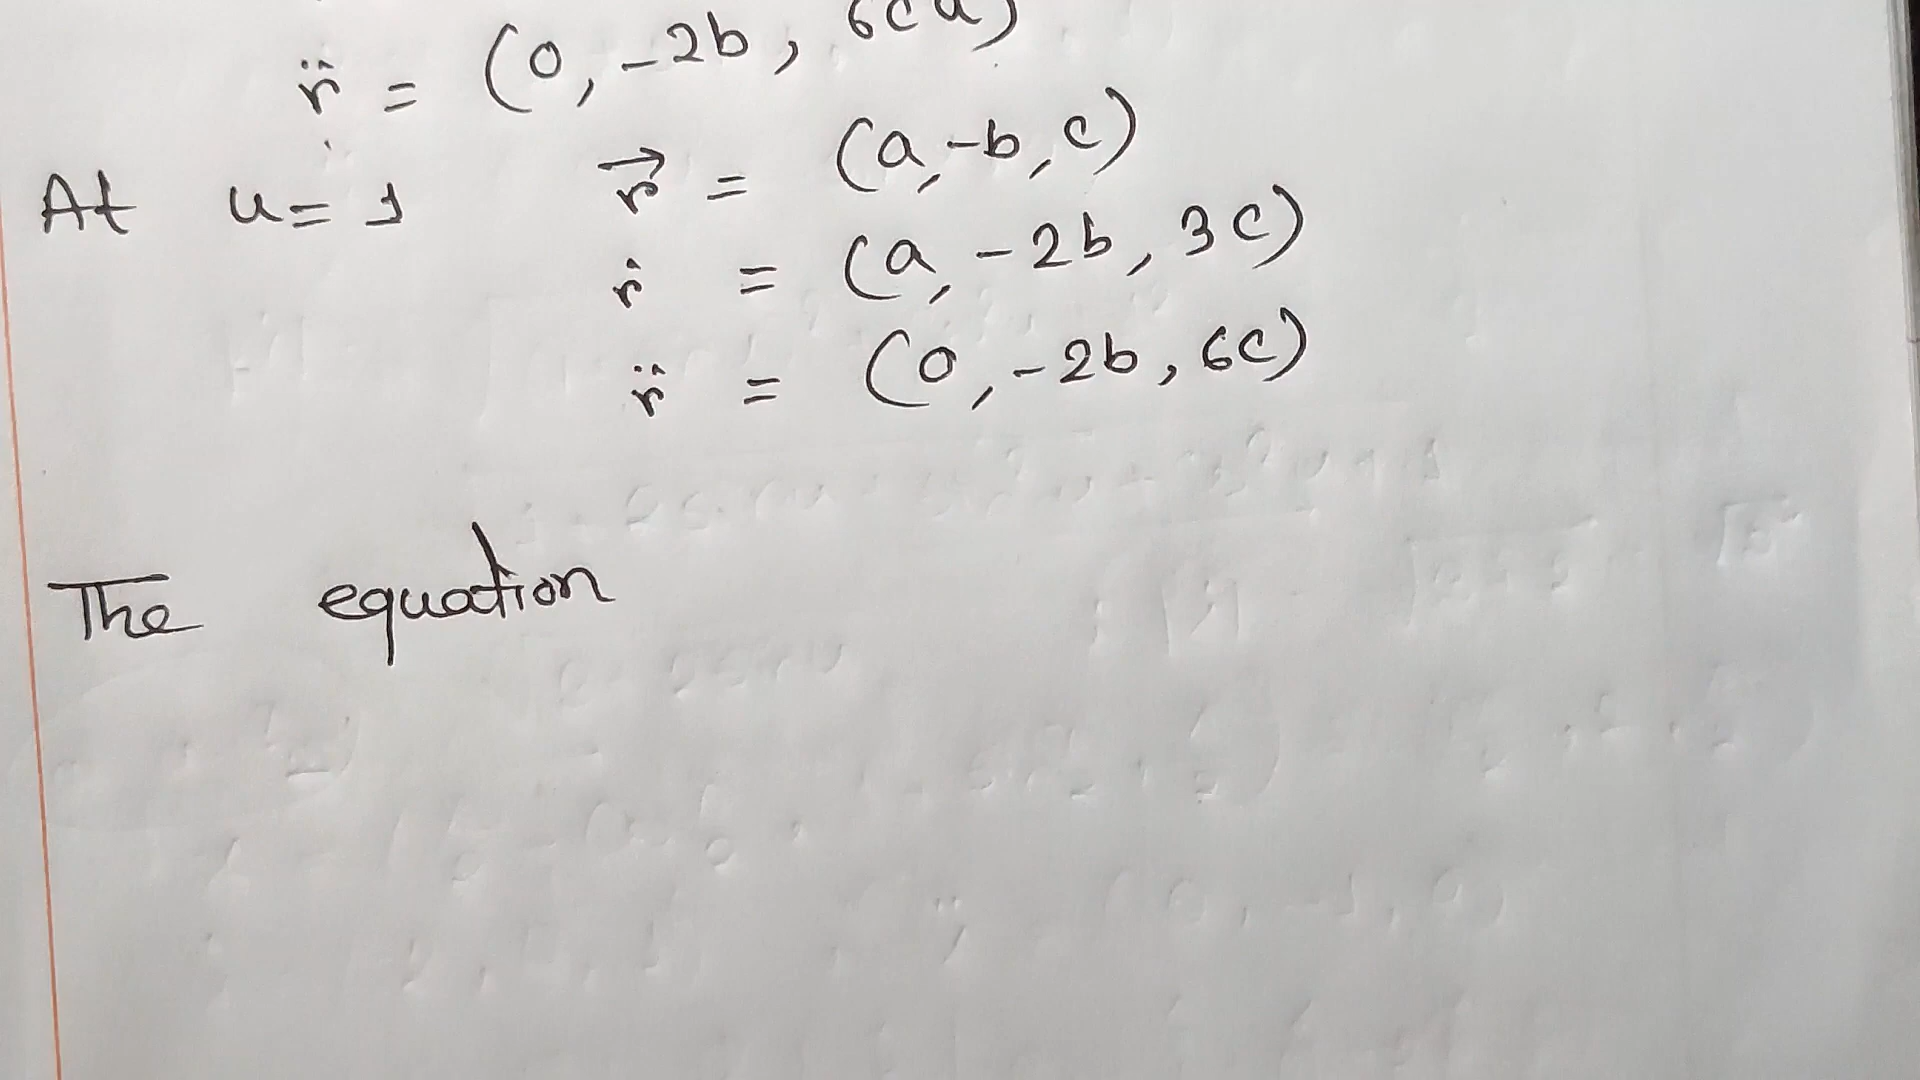 r̈ = (0, -2b, 6cu)
At u=1 r⃗ = (a, -b, c)
ṙ = (a, -2b, 3c)
r̈ = (0, -2b, 6c)
The equation